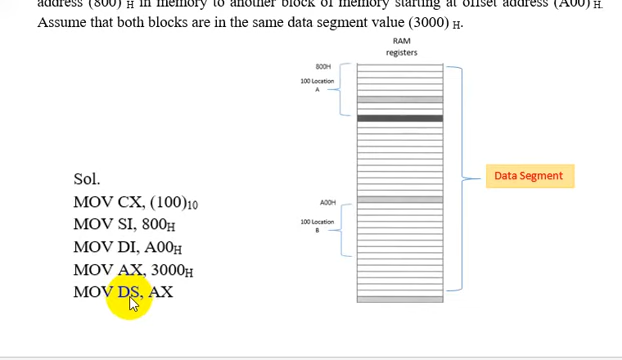 address (800) H in memory to another block of memory starting at offset address (A00) H.
Assume that both blocks are in the same data segment value (3000) H.
RAM
registers
800H
100 Location
A
Data Segment
A00H
100 Location
B
Sol.
MOV CX, (100)10
MOV SI, 800H
MOV DI, A00H
MOV AX, 3000H
MOV DS, AX